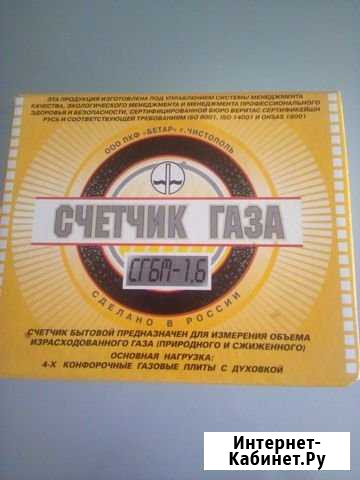 ЭТА ПРОДУКЦИЯ ИЗГОТОВЛЕНА ПОД УПРАВЛЕНИЕМ СИСТЕМЫ МЕНЕДЖМЕНТА
КАЧЕСТВА, ЭКОЛОГИЧЕСКОГО МЕНЕДЖМЕНТА И МЕНЕДЖМЕНТА ПРОФЕССИОНАЛЬНОГО
ЗДОРОВЬЯ И БЕЗОПАСНОСТИ, СЕРТИФИЦИРОВАННОЙ БЮРО ВЕРИТАС СЕРТИФИКЕЙШН
РУСЬ И СООТВЕТСТВУЮЩЕЙ ТРЕБОВАНИЯМ ISO 9001, ISO 14001 И OHSAS 18001
ООО ПКФ «БЕТАР» г. ЧИСТОПОЛЬ
СЧЕТЧИК ГАЗА
СГБМ-1,6
СДЕЛАНО В РОССИИ
СЧЕТЧИК БЫТОВОЙ ПРЕДНАЗНАЧЕН ДЛЯ ИЗМЕРЕНИЯ ОБЪЕМА
ИЗРАСХОДОВАННОГО ГАЗА (ПРИРОДНОГО И СЖИЖЕННОГО)
ОСНОВНАЯ НАГРУЗКА:
4-Х КОНФОРОЧНЫЕ ГАЗОВЫЕ ПЛИТЫ С ДУХОВКОЙ
Интернет-
Кабинет.Ру